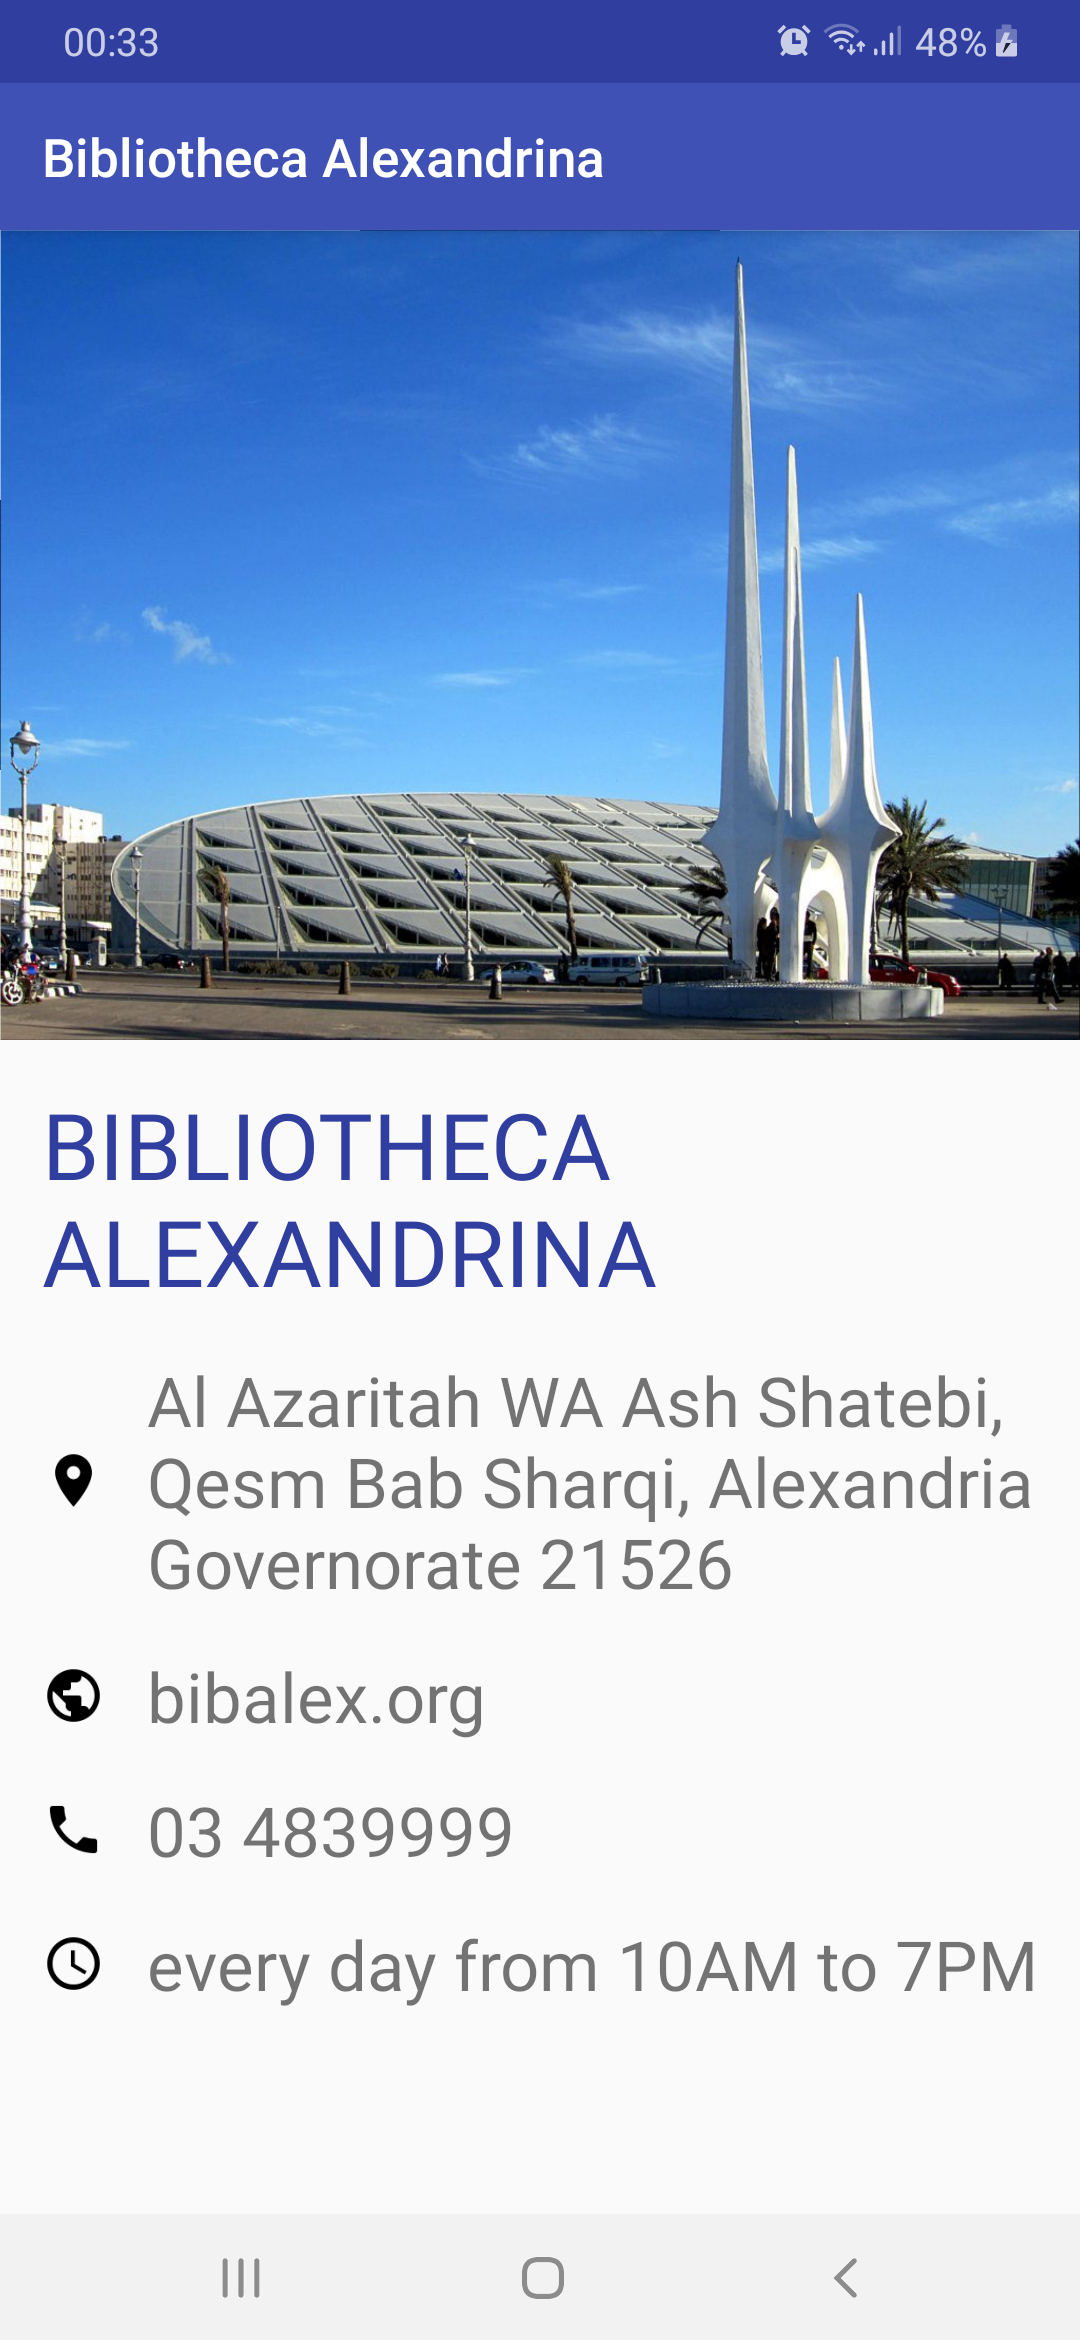 00:33
48%
Bibliotheca Alexandrina
BIBLIOTHECA
ALEXANDRINA
Al Azaritah WA Ash Shatebi,
Qesm Bab Sharqi, Alexandria
Governorate 21526
bibalex.org
03 4839999
every day from 10AM to 7PM